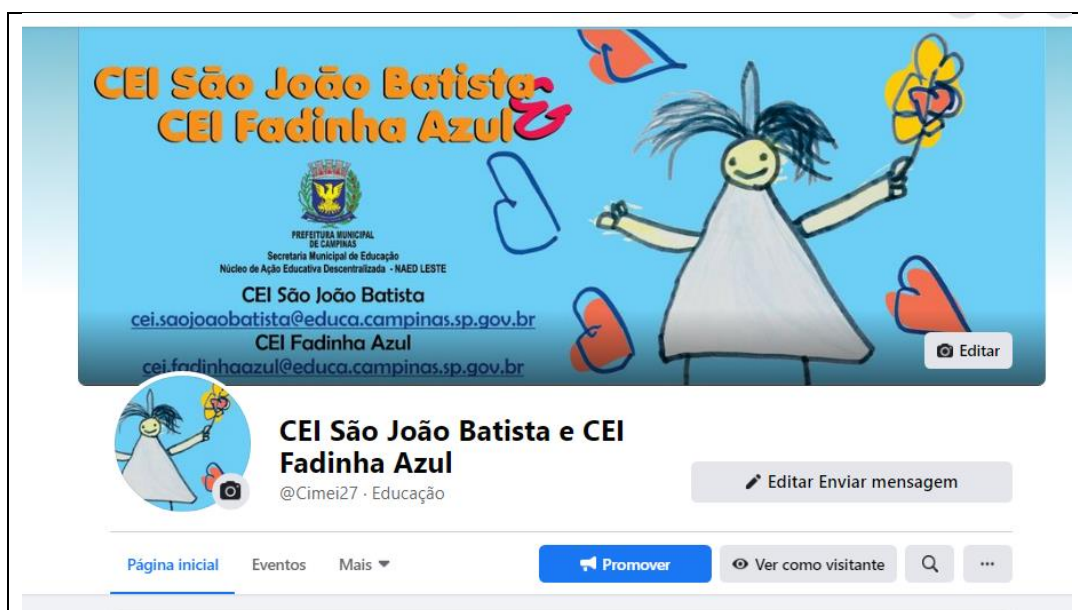 CEI São João Batista &
CEI Fadinha Azul
PREFEITURA MUNICIPAL
DE CAMPINAS
Secretaria Municipal de Educação
Núcleo de Ação Educativa Descentralizada - NAED LESTE
CEI São João Batista
cei.saojoaobatista@educa.campinas.sp.gov.br
CEI Fadinha Azul
cei.fadinhaazul@educa.campinas.sp.gov.br
Editar
CEI São João Batista e CEI
Fadinha Azul
@Cimei27 · Educação
Editar Enviar mensagem
Página inicial Eventos Mais Promover Ver como visitante ...